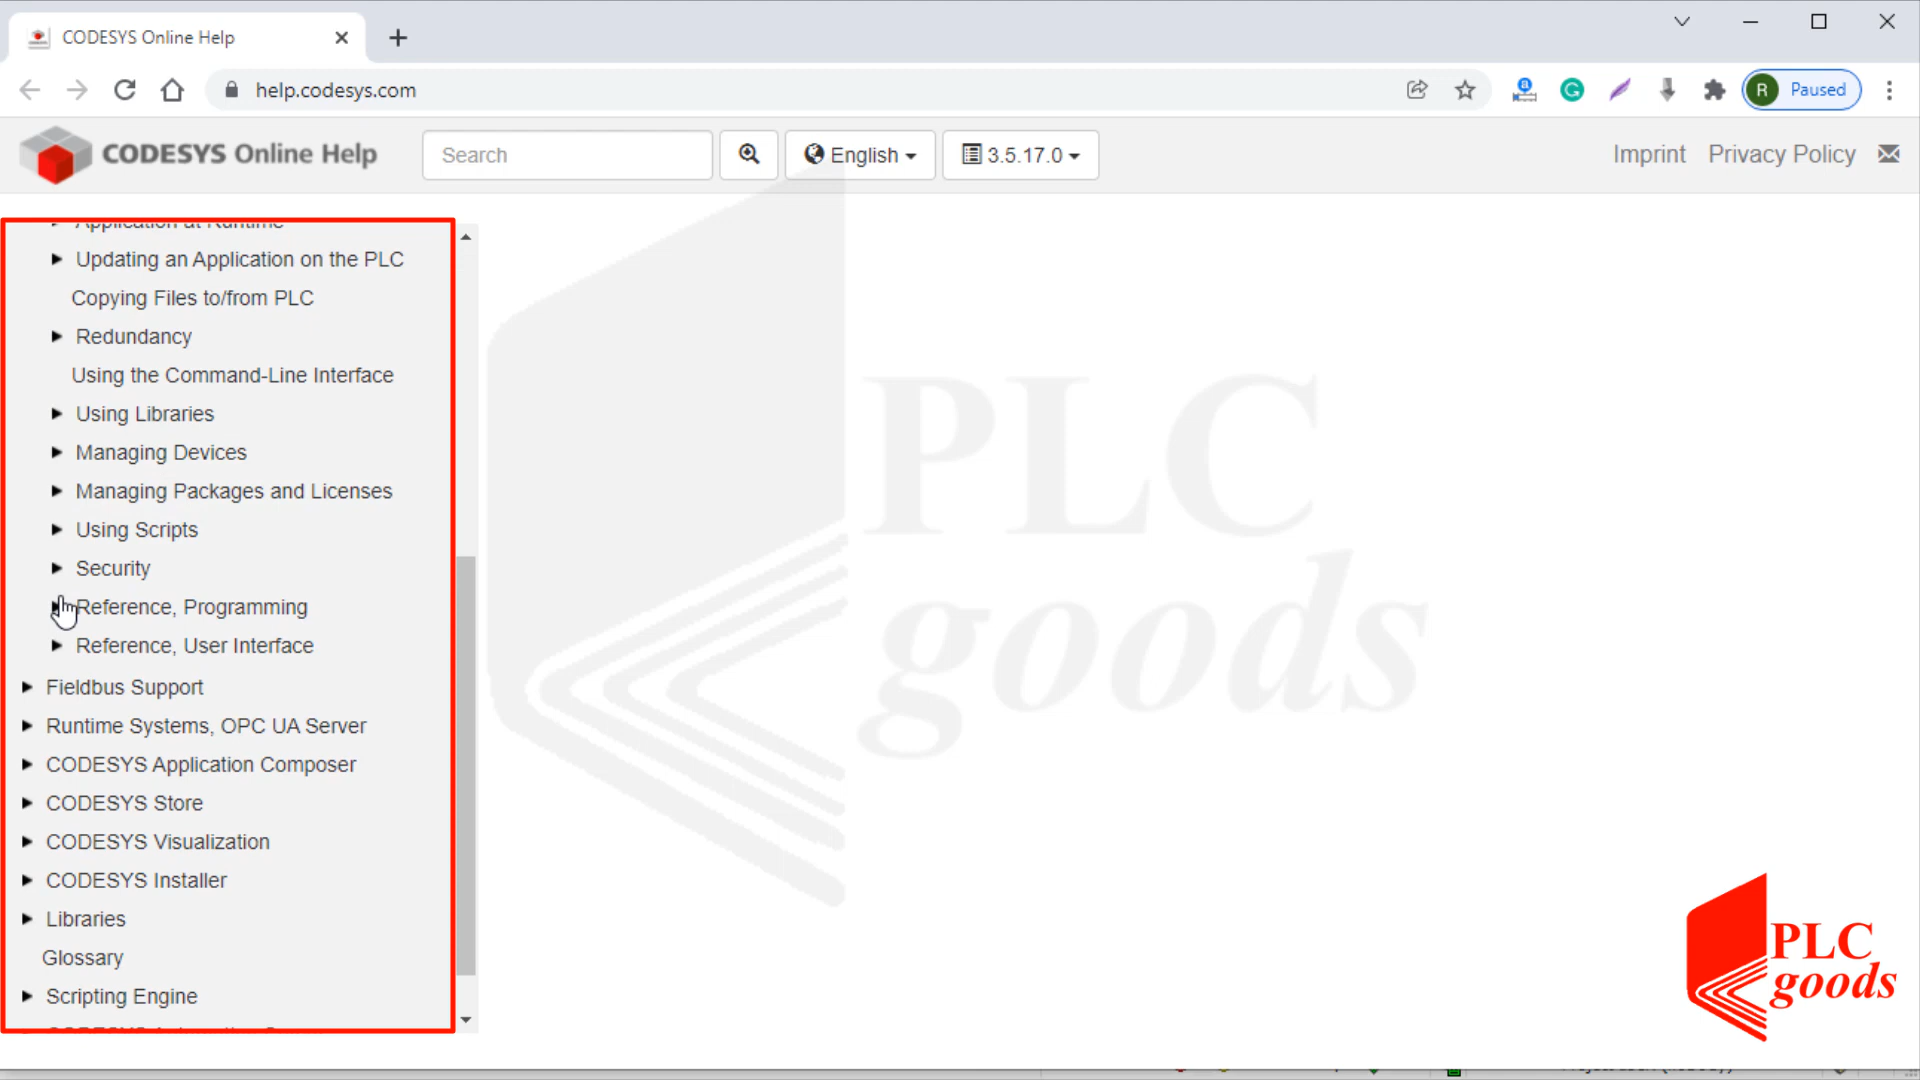 CODESYS Online Help
help.codesys.com
R Paused
CODESYS Online Help
Search
English
3.5.17.0
Imprint
Privacy Policy
Application at Runtime
Updating an Application on the PLC
Copying Files to/from PLC
Redundancy
Using the Command-Line Interface
Using Libraries
Managing Devices
Managing Packages and Licenses
Using Scripts
Security
Reference, Programming
Reference, User Interface
Fieldbus Support
Runtime Systems, OPC UA Server
CODESYS Application Composer
CODESYS Store
CODESYS Visualization
CODESYS Installer
Libraries
Glossary
Scripting Engine
PLC
goods
PLC
goods